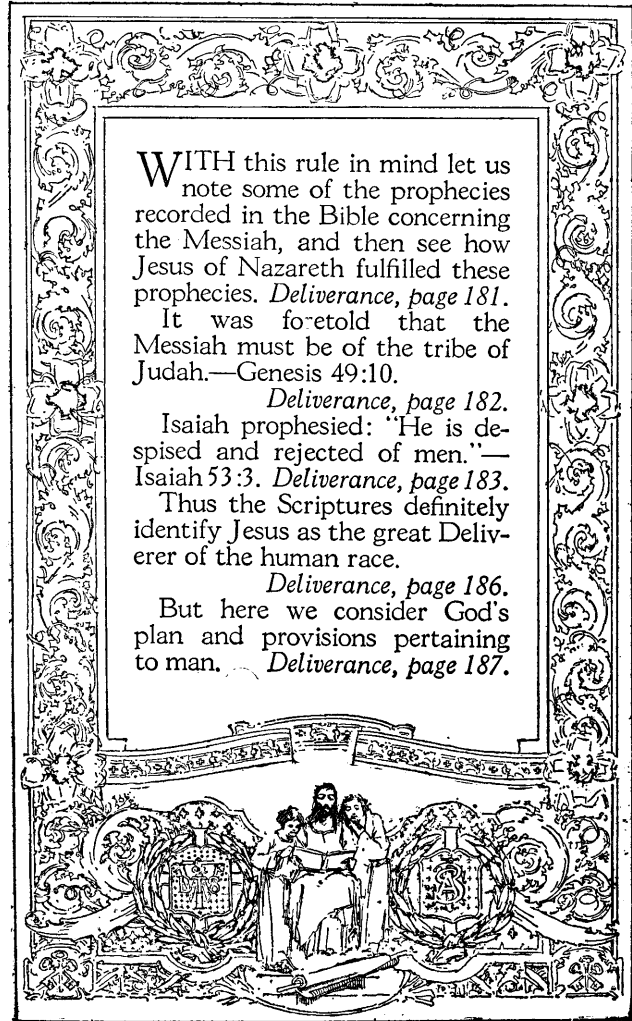 WITH this rule in mind let us
note some of the prophecies
recorded in the Bible concerning
the Messiah, and then see how
Jesus of Nazareth fulfilled these
prophecies. Deliverance, page 181.
It was foretold that the
Messiah must be of the tribe of
Judah.—Genesis 49:10.
Deliverance, page 182.
Isaiah prophesied: "He is de-
spised and rejected of men."—
Isaiah 53:3. Deliverance, page 183.
Thus the Scriptures definitely
identify Jesus as the great Deliv-
erer of the human race.
Deliverance, page 186.
But here we consider God's
plan and provisions pertaining
to man. Deliverance, page 187.